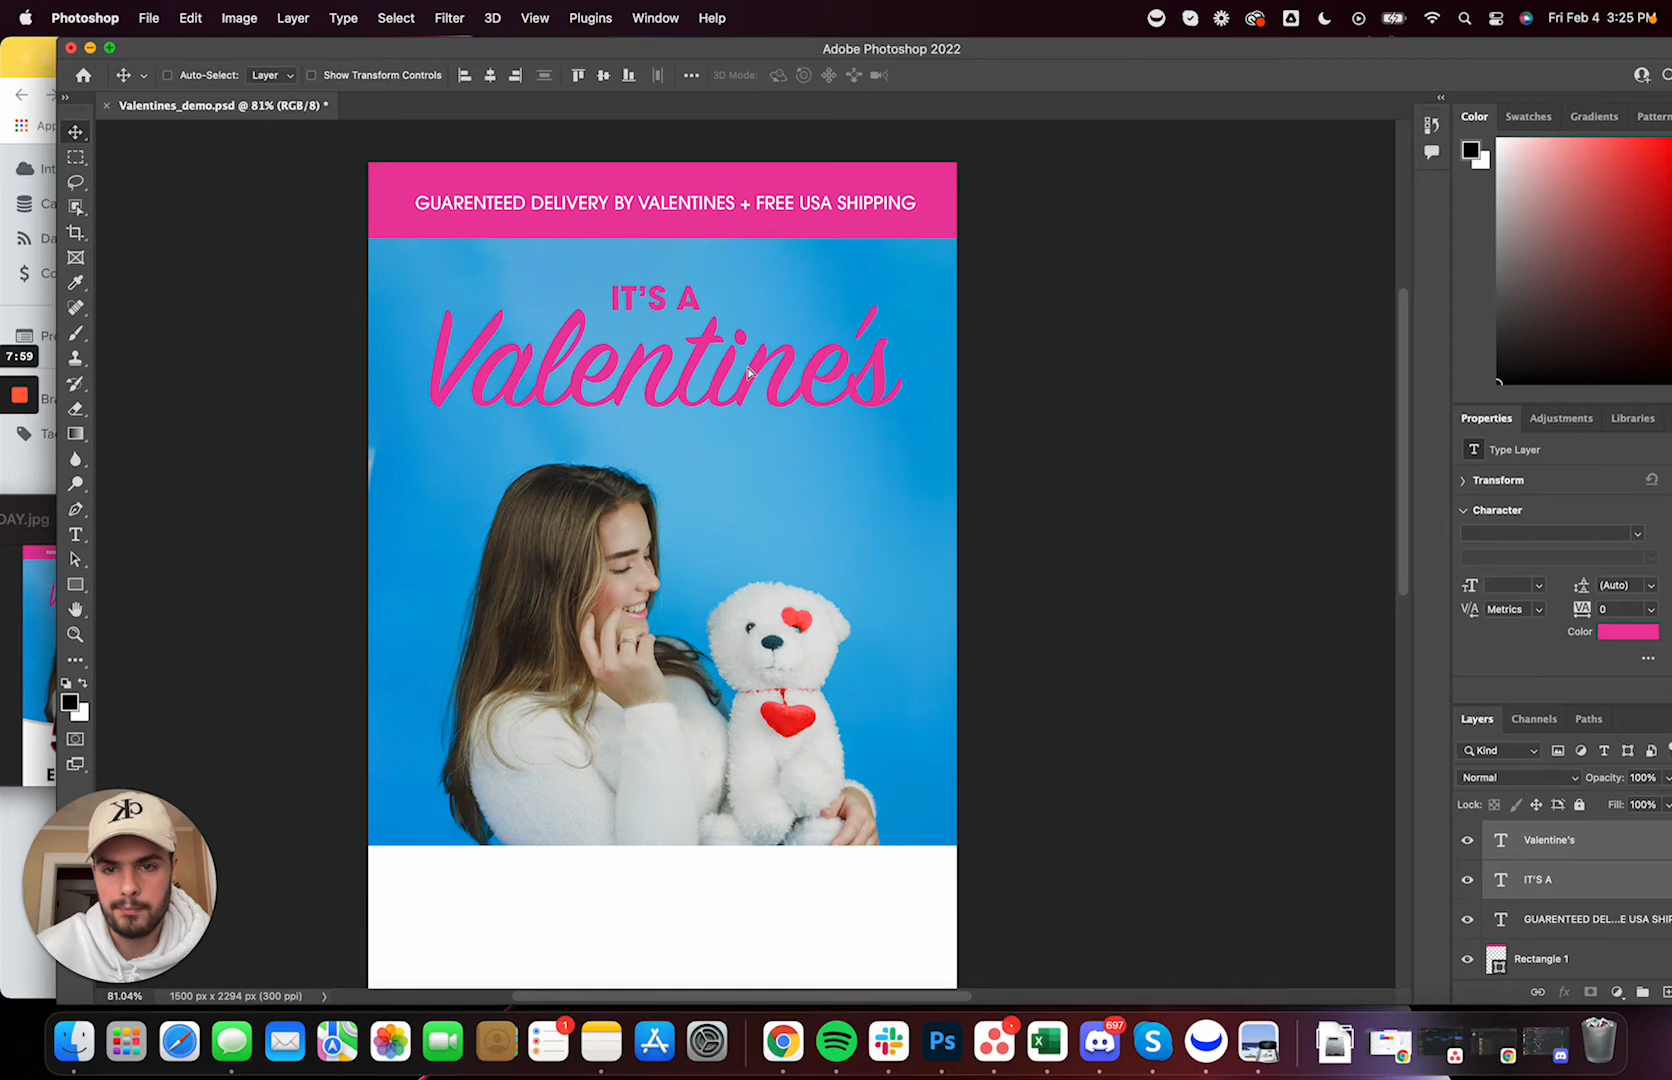 Photoshop File Edit Image Layer Type Select Filter 3D View Plugins Window Help Fri Feb 4 3:25 PM
Adobe Photoshop 2022
Auto-Select: Layer Show Transform Controls 3D Mode:
Valentines_demo.psd @ 81% (RGB/8) *
Color Swatches Gradients Pattern
GUARENTEED DELIVERY BY VALENTINES + FREE USA SHIPPING
IT'S A
Valentine's
7:59
DAY.jpg
Properties Adjustments Libraries
Type Layer
Transform
Character
(Auto)
Metrics 0
Color
Layers Channels Paths
Kind
Normal Opacity: 100%
Lock: Fill: 100%
Valentine's
IT'S A
GUARENTEED DEL...E USA SHIP
Rectangle 1
81.04% 1500 px x 2294 px (300 ppi)
CK
1
697
Ps